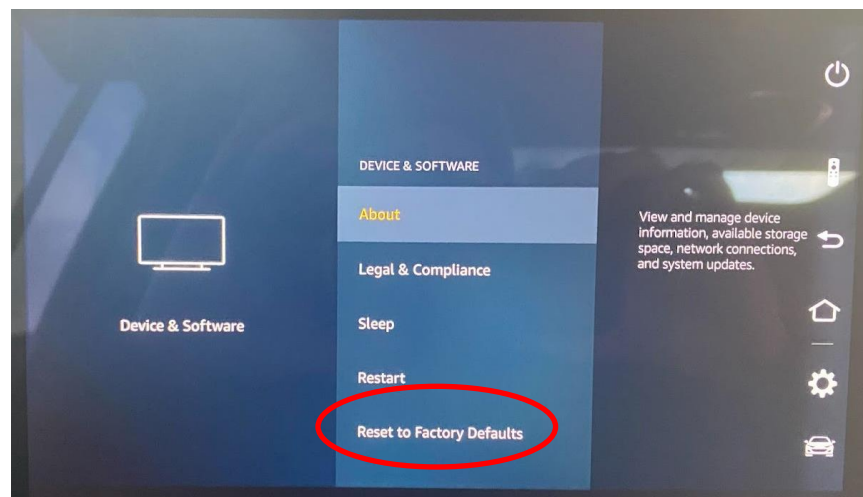 DEVICE & SOFTWARE
About
Legal & Compliance
Sleep
Restart
Reset to Factory Defaults
Device & Software
View and manage device
information, available storage
space, network connections,
and system updates.